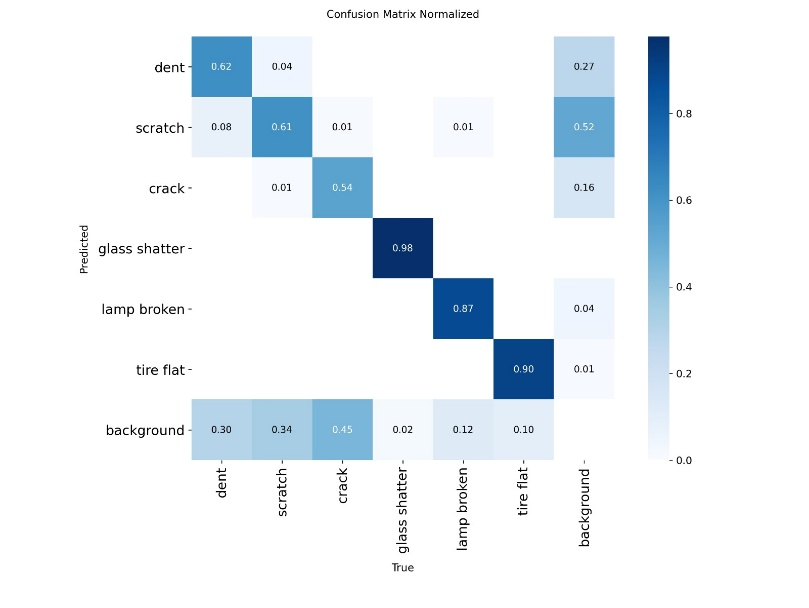 Confusion Matrix Normalized
dent 0.62 0.04 0.27
scratch 0.08 0.61 0.01 0.01 0.52
crack 0.01 0.54 0.16
glass shatter 0.98
lamp broken 0.87 0.04
tire flat 0.90 0.01
background 0.30 0.34 0.45 0.02 0.12 0.10
Predicted
dent scratch crack glass shatter lamp broken tire flat background
True
0.8
0.6
0.4
0.2
0.0